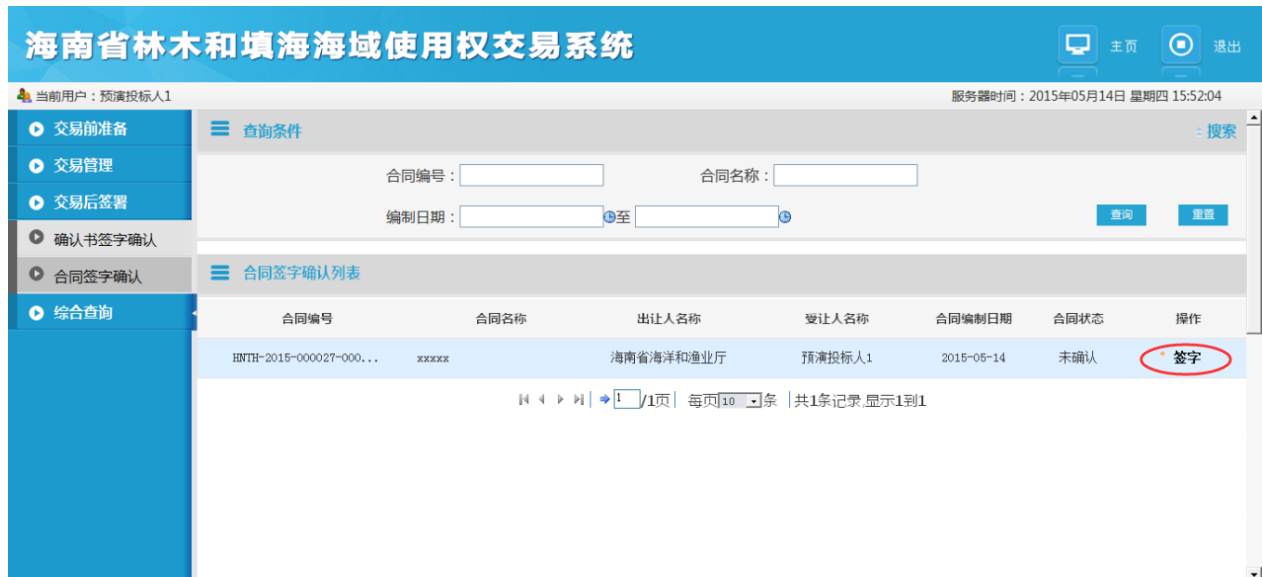 海南省林木和填海海域使用权交易系统
主页
退出
当前用户：预演投标人1
服务器时间：2015年05月14日 星期四 15:52:04
交易前准备
交易管理
交易后签署
确认书签字确认
合同签字确认
综合查询
查询条件
搜索
合同编号： 合同名称：
编制日期： 至
查询 重置
合同签字确认列表
合同编号 合同名称 出让人名称 受让人名称 合同编制日期 合同状态 操作
HNTH-2015-000027-000... xxxxx 海南省海洋和渔业厅 预演投标人1 2015-05-14 未确认 签字
1 /1页 每页 10 条 共1条记录,显示1到1